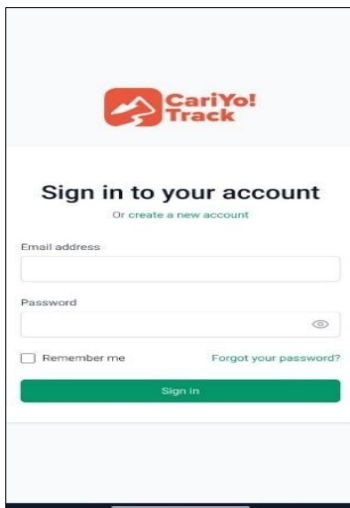 CariYo!
Track
Sign in to your account
Or create a new account
Email address
Password
Remember me Forgot your password?
Sign in